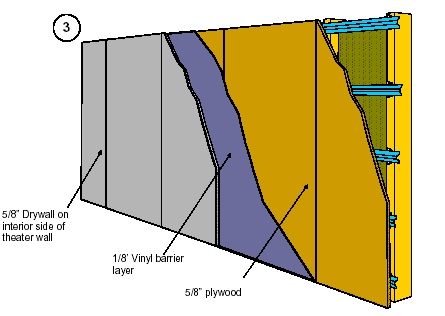 3
5/8" Drywall on
interior side of
theater wall
1/8' Vinyl barrier
layer
5/8" plywood